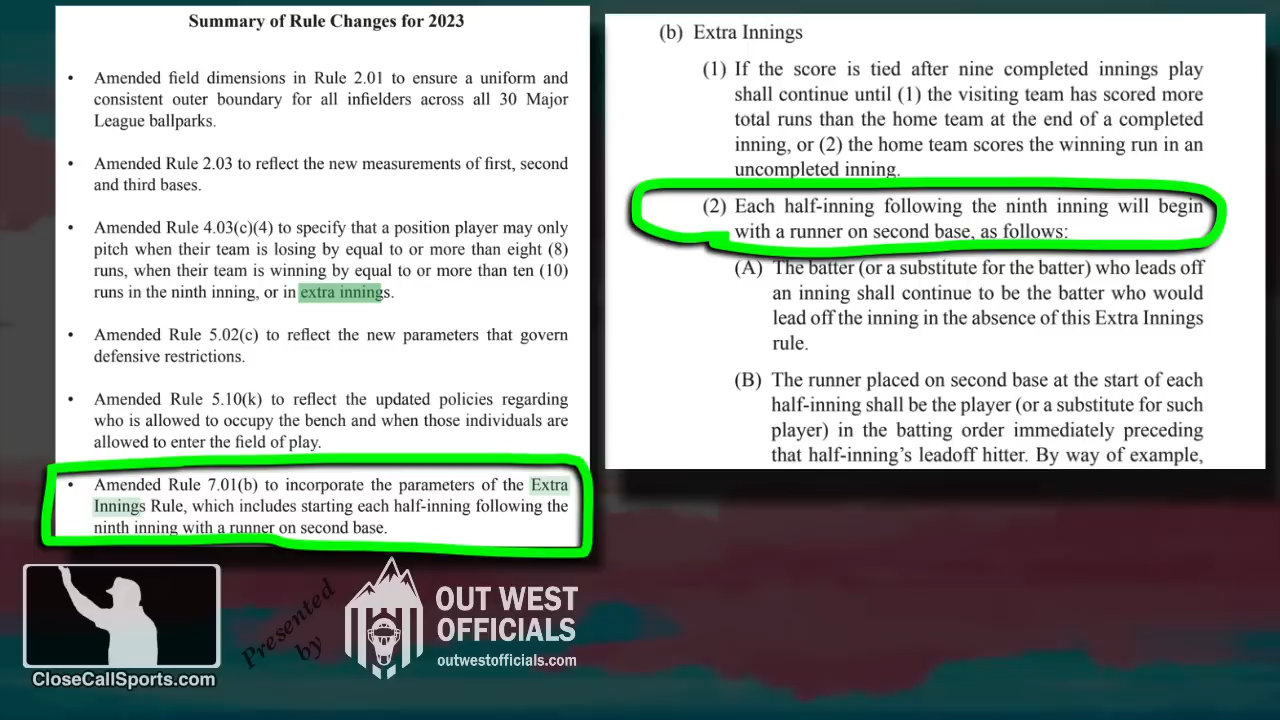 Summary of Rule Changes for 2023
• Amended field dimensions in Rule 2.01 to ensure a uniform and
consistent outer boundary for all infielders across all 30 Major
League ballparks.
• Amended Rule 2.03 to reflect the new measurements of first, second
and third bases.
• Amended Rule 4.03(c)(4) to specify that a position player may only
pitch when their team is losing by equal to or more than eight (8)
runs, when their team is winning by equal to or more than ten (10)
runs in the ninth inning, or in extra innings.
• Amended Rule 5.02(c) to reflect the new parameters that govern
defensive restrictions.
• Amended Rule 5.10(k) to reflect the updated policies regarding
who is allowed to occupy the bench and when those individuals are
allowed to enter the field of play.
• Amended Rule 7.01(b) to incorporate the parameters of the Extra
Innings Rule, which includes starting each half-inning following the
ninth inning with a runner on second base.
(b) Extra Innings
(1) If the score is tied after nine completed innings play
shall continue until (1) the visiting team has scored more
total runs than the home team at the end of a completed
inning, or (2) the home team scores the winning run in an
uncompleted inning.
(2) Each half-inning following the ninth inning will begin
with a runner on second base, as follows:
(A) The batter (or a substitute for the batter) who leads off
an inning shall continue to be the batter who would
lead off the inning in the absence of this Extra Innings
rule.
(B) The runner placed on second base at the start of each
half-inning shall be the player (or a substitute for such
player) in the batting order immediately preceding
that half-inning's leadoff hitter. By way of example,
CloseCallSports.com
Presented
by
OUT WEST
OFFICIALS
outwestofficials.com